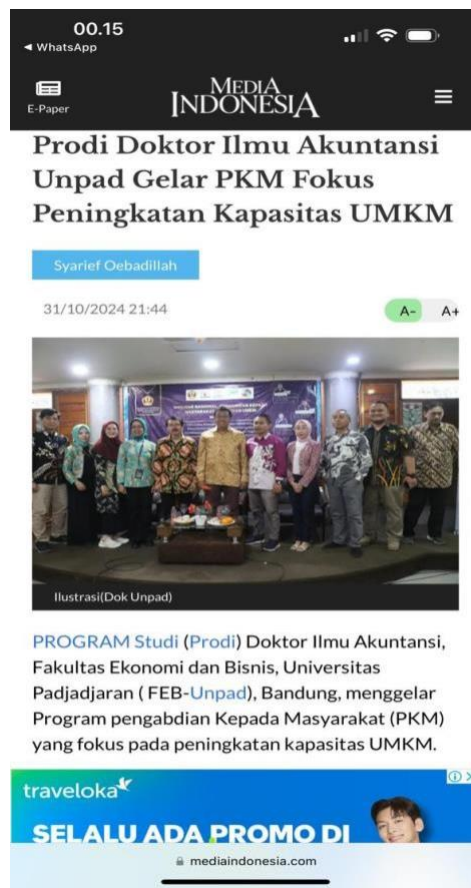 00.15
◄ WhatsApp
E-Paper
MEDIA
INDONESIA
Prodi Doktor Ilmu Akuntansi
Unpad Gelar PKM Fokus
Peningkatan Kapasitas UMKM
Syarief Oebadillah
31/10/2024 21:44
A- A+
Ilustrasi(Dok Unpad)
PROGRAM Studi (Prodi) Doktor Ilmu Akuntansi,
Fakultas Ekonomi dan Bisnis, Universitas
Padjadjaran ( FEB-Unpad), Bandung, menggelar
Program pengabdian Kepada Masyarakat (PKM)
yang fokus pada peningkatan kapasitas UMKM.
traveloka
SELALU ADA PROMO DI
mediaindonesia.com